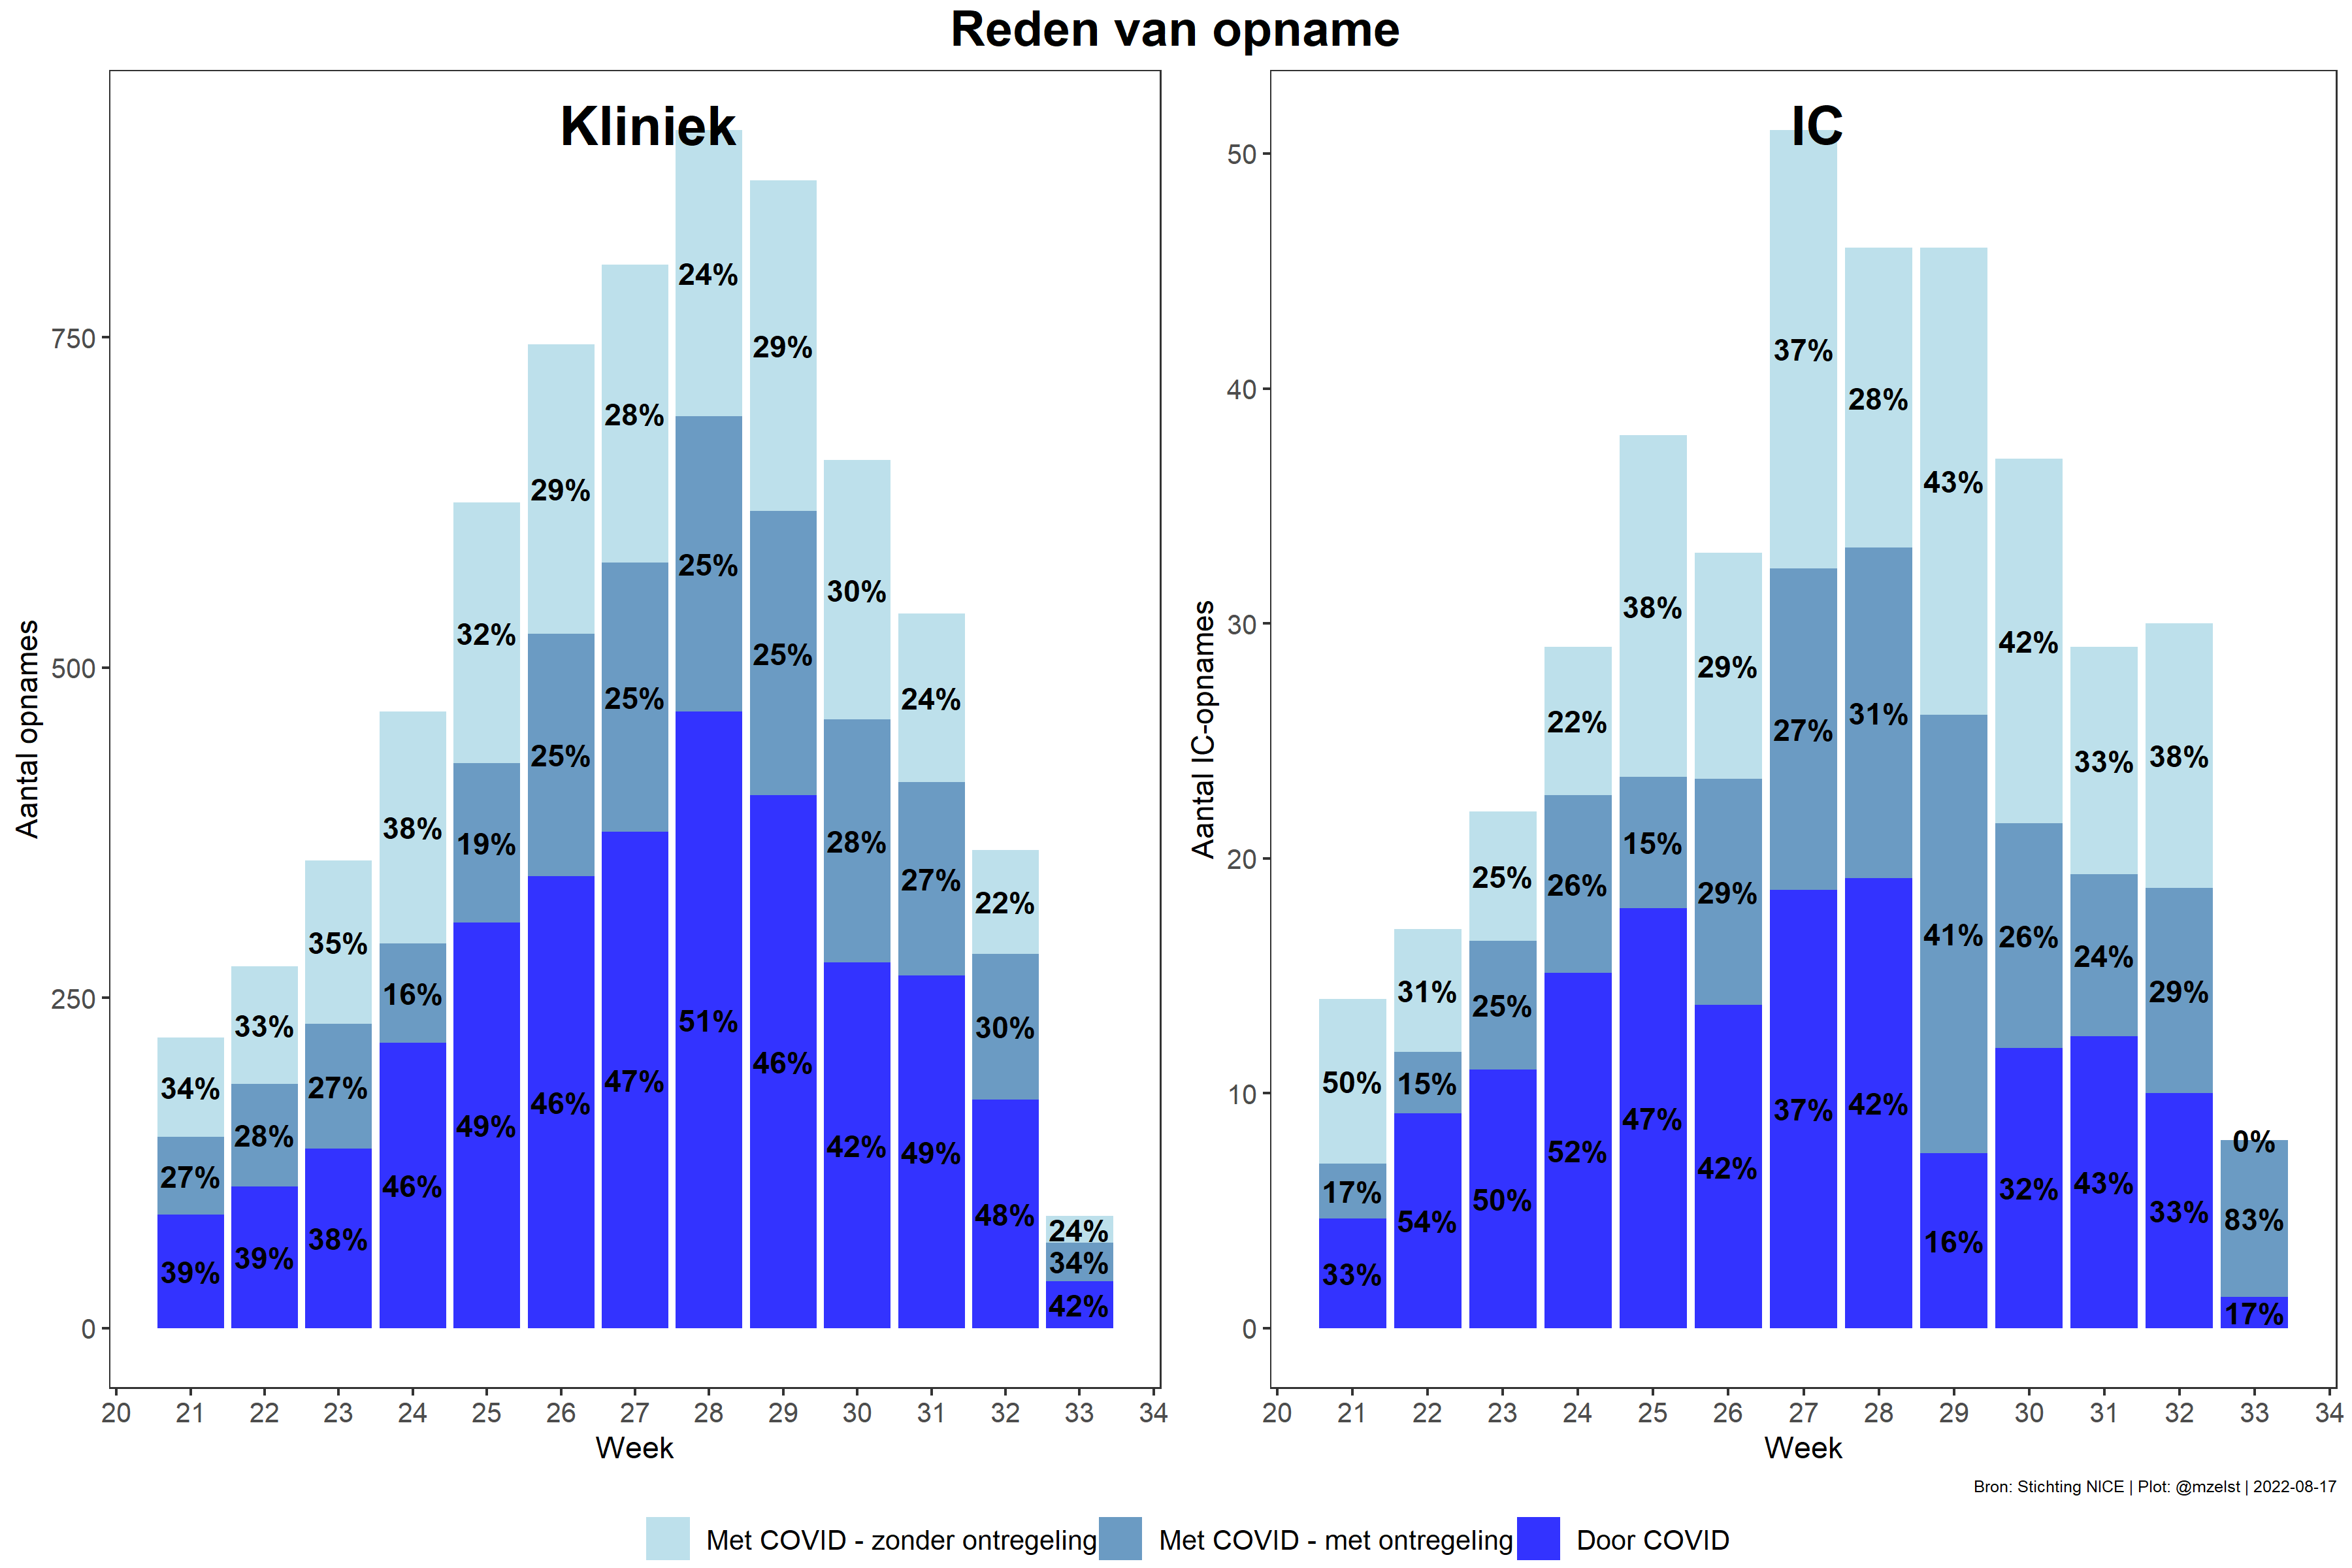 Reden van opname
Kliniek
Aantal opnames
750
500
250
0
34% 27% 39%
33% 28% 39%
35% 27% 38%
38% 16% 46%
32% 19% 49%
29% 25% 46%
28% 25% 47%
24% 25% 51%
29% 25% 46%
30% 28% 42%
24% 27% 49%
22% 30% 48%
24% 34% 42%
20 21 22 23 24 25 26 27 28 29 30 31 32 33 34
Week
IC
Aantal IC-opnames
50
40
30
20
10
0
50% 17% 33%
31% 15% 54%
25% 25% 50%
22% 26% 52%
38% 15% 47%
29% 29% 42%
37% 27% 37%
28% 31% 42%
43% 41% 16%
42% 26% 32%
33% 24% 43%
38% 29% 33%
0% 83% 17%
20 21 22 23 24 25 26 27 28 29 30 31 32 33 34
Week
Bron: Stichting NICE | Plot: @mzelst | 2022-08-17
Met COVID - zonder ontregeling Met COVID - met ontregeling Door COVID